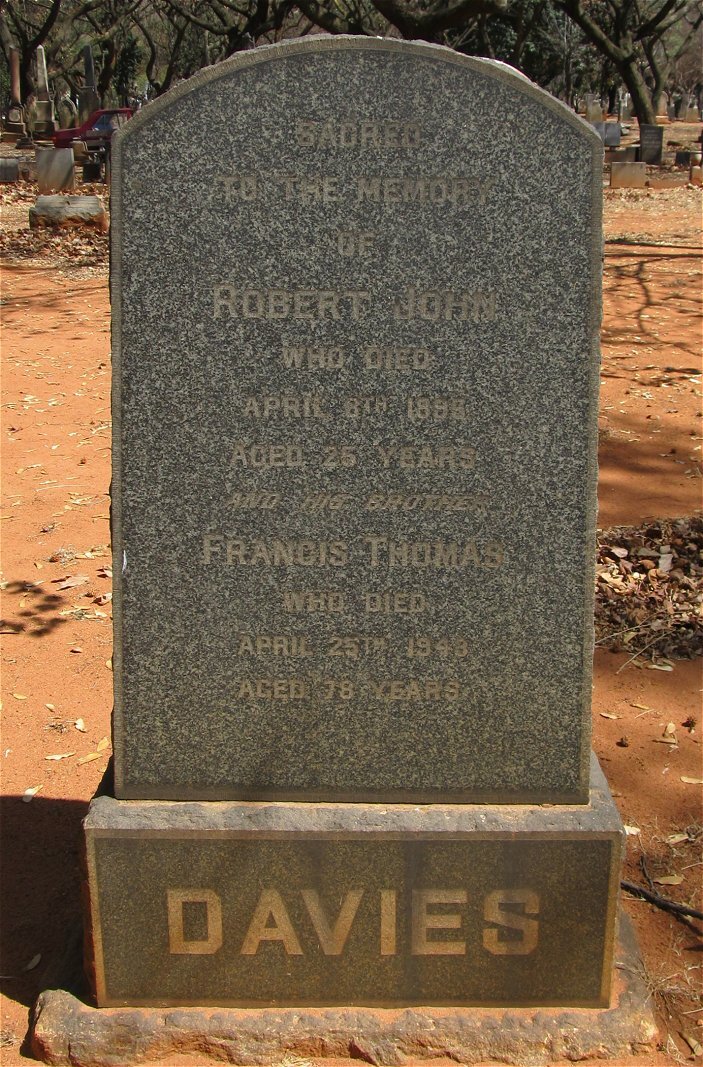 SACRED
TO THE MEMORY
OF
ROBERT JOHN
WHO DIED
APRIL 8TH
AGED 25 YEARS
AND HIS BROTHER
FRANCIS THOMAS
WHO DIED
APRIL 25TH 1943
AGED 78 YEARS
DAVIES